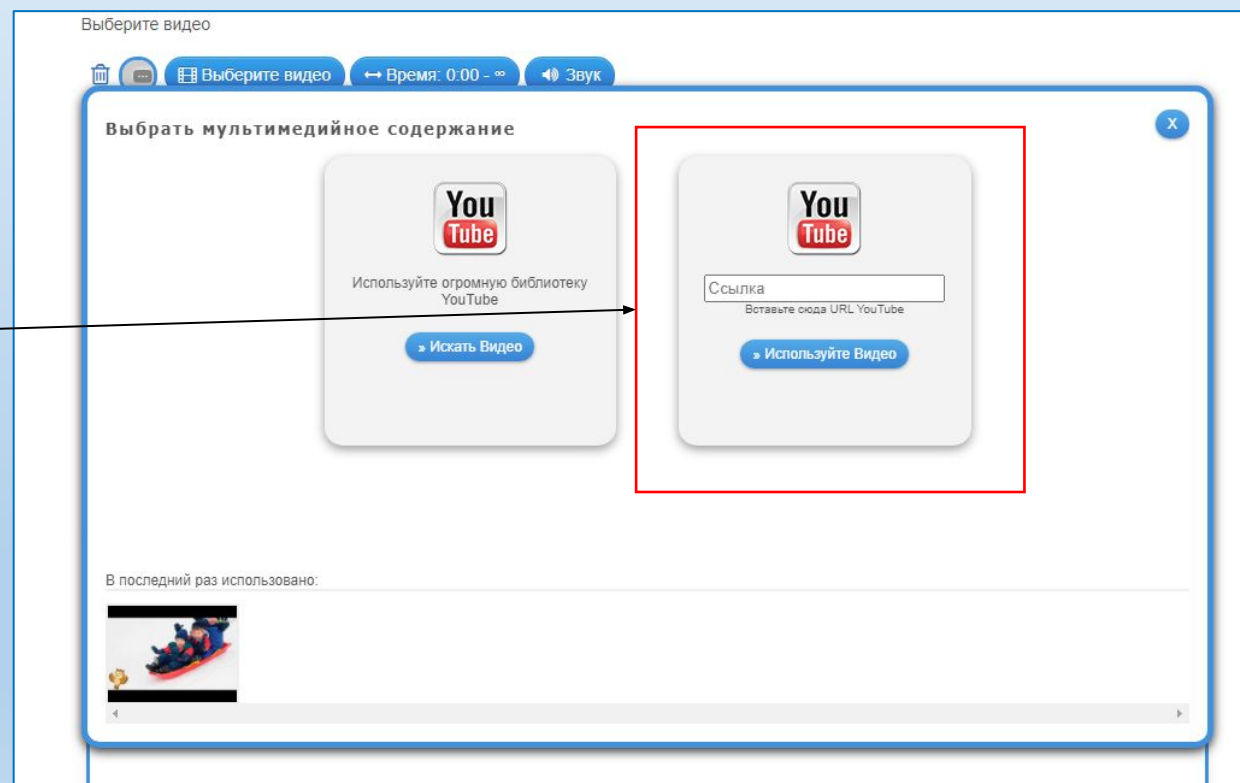 Выберите видео
Выберите видео
Время: 0:00 - ∞
Звук
Выбрать мультимедийное содержание
X
You
Tube
Используйте огромную библиотеку
YouTube
» Искать Видео
You
Tube
Ссылка
Вставьте сюда URL YouTube
» Используйте Видео
В последний раз использовано: